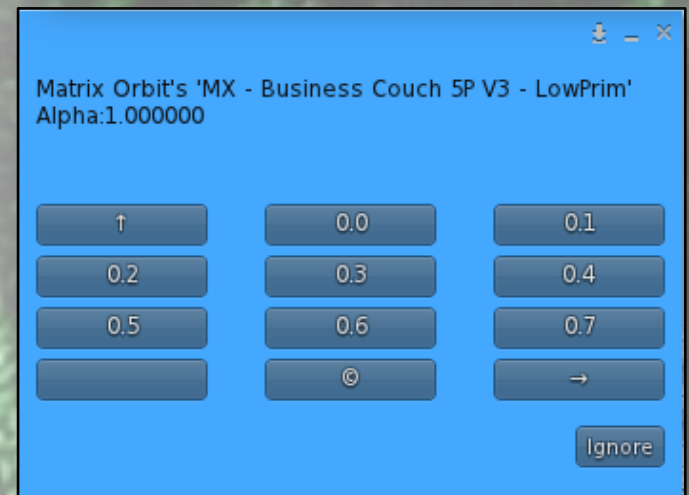 Matrix Orbit's 'MX - Business Couch 5P V3 - LowPrim'
Alpha:1.000000
↑ 0.0 0.1
0.2 0.3 0.4
0.5 0.6 0.7
© →
Ignore